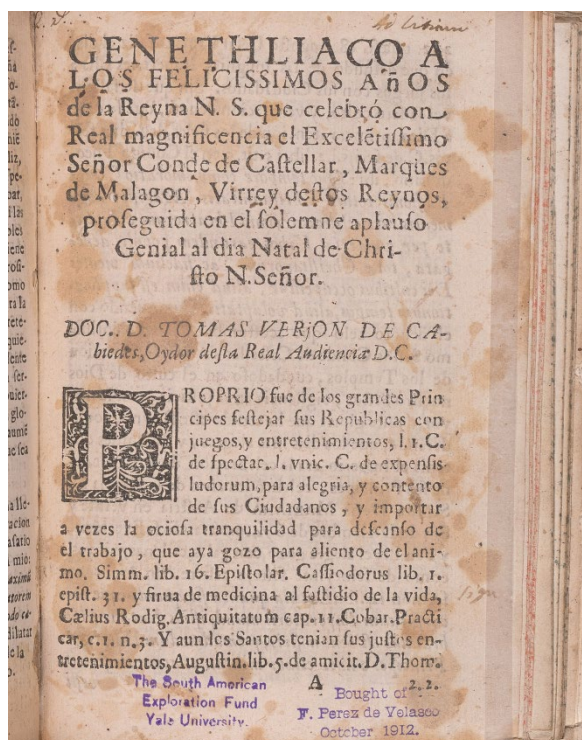 Ad Libitum
GENETHLIACO A
LOS FELICISSIMOS AñOS
de la Reyna N. S. que celebró con
Real magnificencia el Excelẽtiſſimo
Señor Conde de Caſtellar, Marques
de Malagon, Virrey deſtos Reynos,
proſeguida en el ſolemne aplauſo
Genial al dia Natal de Chri-
ſto N. Señor.
DOC. D. TOMAS VERJON DE CA-
biedes, Oydor deſta Real Audiencia D.C.
PROPRIO fue de los grandes Prin
cipes feſtejar ſus Republicas con
juegos, y entretenimientos, l. 1. C.
de ſpectac. l. vnic. C. de expenſis
ludorum, para alegria, y contento
de ſus Ciudadanos, y importar
a vezes la ocioſa tranquilidad para deſcanſo de
el trabajo, que aya gozo para aliento de el ani-
mo. Simm. lib. 16. Epiſtolar. Caſſiodorus lib. 1.
epiſt. 31. y ſirua de medicina al faſtidio de la vida,
Cælius Rodig. Antiquitatum cap. 11. Cobar. Practi
car, c. 1. n. 3. Y aun los Santos tenian ſus juſtos en-
tretenimientos, Auguſtin. lib. 5. de amicit. D. Thom.
A 2. 2.
The South American
Exploration Fund
Yale University.
Bought of
F. Perez de Velasco
October 1912.